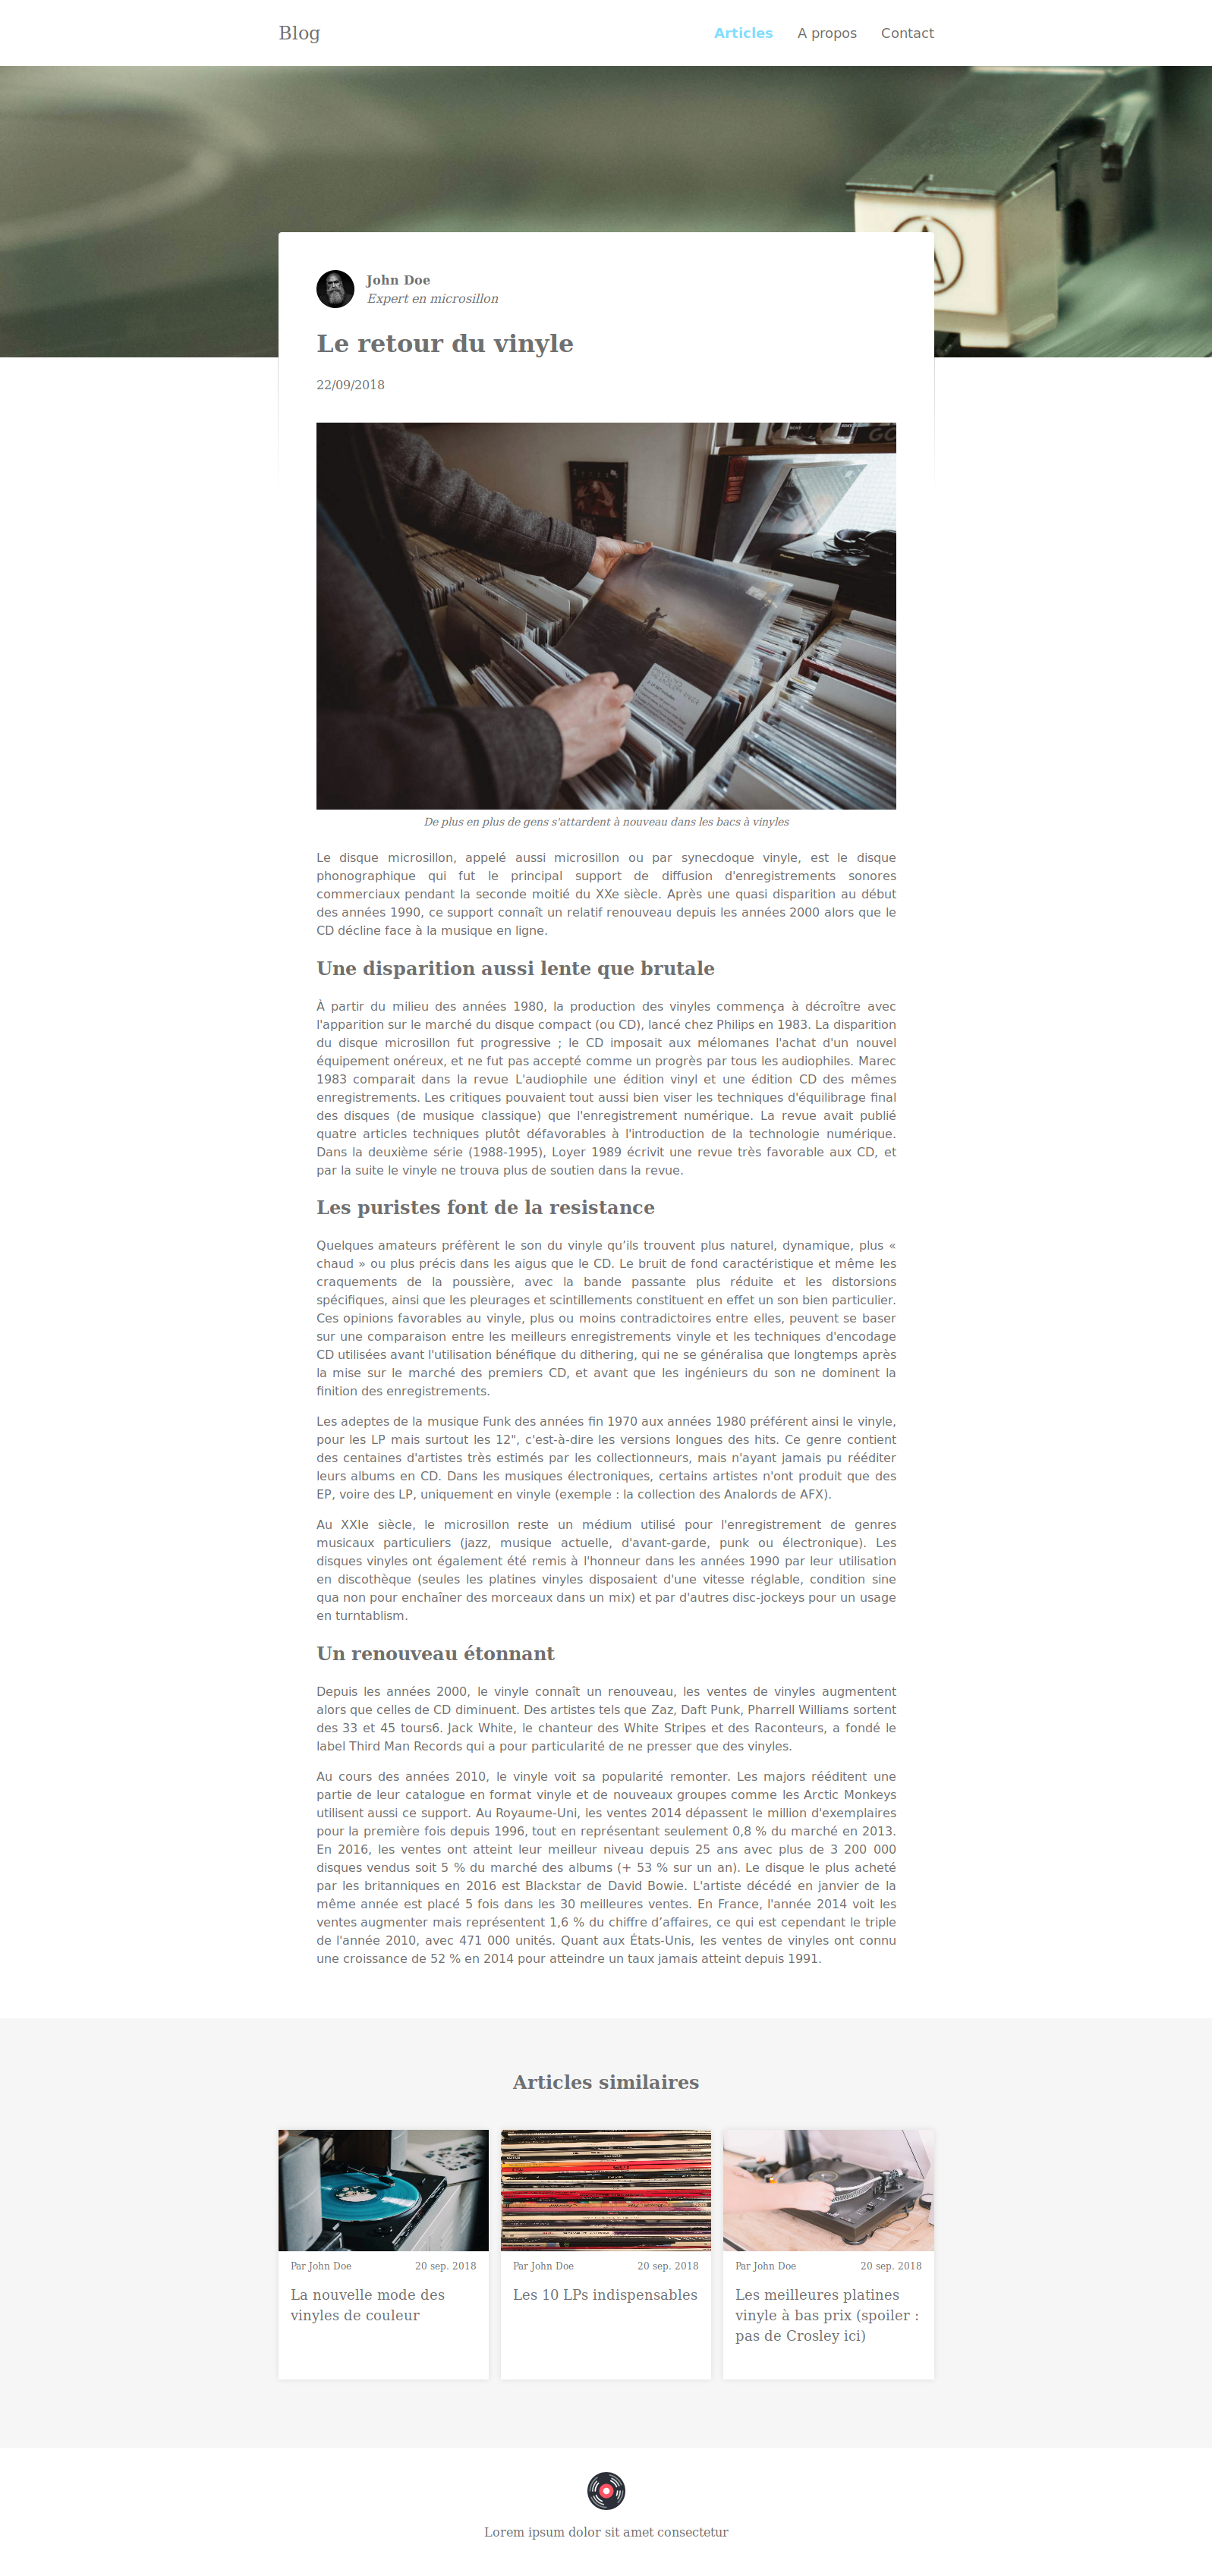 Blog
Articles A propos Contact
John Doe
Expert en microsillon
Le retour du vinyle
22/09/2018
De plus en plus de gens s'attardent à nouveau dans les bacs à vinyles
Le disque microsillon, appelé aussi microsillon ou par synecdoque vinyle, est le disque
phonographique qui fut le principal support de diffusion d'enregistrements sonores
commerciaux pendant la seconde moitié du XXe siècle. Après une quasi disparition au début
des années 1990, ce support connaît un relatif renouveau depuis les années 2000 alors que le
CD décline face à la musique en ligne.
Une disparition aussi lente que brutale
À partir du milieu des années 1980, la production des vinyles commença à décroître avec
l'apparition sur le marché du disque compact (ou CD), lancé chez Philips en 1983. La disparition
du disque microsillon fut progressive ; le CD imposait aux mélomanes l'achat d'un nouvel
équipement onéreux, et ne fut pas accepté comme un progrès par tous les audiophiles. Marec
1983 comparait dans la revue L'audiophile une édition vinyl et une édition CD des mêmes
enregistrements. Les critiques pouvaient tout aussi bien viser les techniques d'équilibrage final
des disques (de musique classique) que l'enregistrement numérique. La revue avait publié
quatre articles techniques plutôt défavorables à l'introduction de la technologie numérique.
Dans la deuxième série (1988-1995), Loyer 1989 écrivit une revue très favorable aux CD, et
par la suite le vinyle ne trouva plus de soutien dans la revue.
Les puristes font de la resistance
Quelques amateurs préfèrent le son du vinyle qu’ils trouvent plus naturel, dynamique, plus «
chaud » ou plus précis dans les aigus que le CD. Le bruit de fond caractéristique et même les
craquements de la poussière, avec la bande passante plus réduite et les distorsions
spécifiques, ainsi que les pleurages et scintillements constituent en effet un son bien particulier.
Ces opinions favorables au vinyle, plus ou moins contradictoires entre elles, peuvent se baser
sur une comparaison entre les meilleurs enregistrements vinyle et les techniques d'encodage
CD utilisées avant l'utilisation bénéfique du dithering, qui ne se généralisa que longtemps après
la mise sur le marché des premiers CD, et avant que les ingénieurs du son ne dominent la
finition des enregistrements.
Les adeptes de la musique Funk des années fin 1970 aux années 1980 préférent ainsi le vinyle,
pour les LP mais surtout les 12", c'est-à-dire les versions longues des hits. Ce genre contient
des centaines d'artistes très estimés par les collectionneurs, mais n'ayant jamais pu rééditer
leurs albums en CD. Dans les musiques électroniques, certains artistes n'ont produit que des
EP, voire des LP, uniquement en vinyle (exemple : la collection des Analords de AFX).
Au XXIe siècle, le microsillon reste un médium utilisé pour l'enregistrement de genres
musicaux particuliers (jazz, musique actuelle, d'avant-garde, punk ou électronique). Les
disques vinyles ont également été remis à l'honneur dans les années 1990 par leur utilisation
en discothèque (seules les platines vinyles disposaient d'une vitesse réglable, condition sine
qua non pour enchaîner des morceaux dans un mix) et par d'autres disc-jockeys pour un usage
en turntablism.
Un renouveau étonnant
Depuis les années 2000, le vinyle connaît un renouveau, les ventes de vinyles augmentent
alors que celles de CD diminuent. Des artistes tels que Zaz, Daft Punk, Pharrell Williams sortent
des 33 et 45 tours6. Jack White, le chanteur des White Stripes et des Raconteurs, a fondé le
label Third Man Records qui a pour particularité de ne presser que des vinyles.
Au cours des années 2010, le vinyle voit sa popularité remonter. Les majors rééditent une
partie de leur catalogue en format vinyle et de nouveaux groupes comme les Arctic Monkeys
utilisent aussi ce support. Au Royaume-Uni, les ventes 2014 dépassent le million d'exemplaires
pour la première fois depuis 1996, tout en représentant seulement 0,8 % du marché en 2013.
En 2016, les ventes ont atteint leur meilleur niveau depuis 25 ans avec plus de 3 200 000
disques vendus soit 5 % du marché des albums (+ 53 % sur un an). Le disque le plus acheté
par les britanniques en 2016 est Blackstar de David Bowie. L'artiste décédé en janvier de la
même année est placé 5 fois dans les 30 meilleures ventes. En France, l'année 2014 voit les
ventes augmenter mais représentent 1,6 % du chiffre d’affaires, ce qui est cependant le triple
de l'année 2010, avec 471 000 unités. Quant aux États-Unis, les ventes de vinyles ont connu
une croissance de 52 % en 2014 pour atteindre un taux jamais atteint depuis 1991.
Articles similaires
Par John Doe 20 sep. 2018
La nouvelle mode des
vinyles de couleur
Par John Doe 20 sep. 2018
Les 10 LPs indispensables
Par John Doe 20 sep. 2018
Les meilleures platines
vinyle à bas prix (spoiler :
pas de Crosley ici)
Lorem ipsum dolor sit amet consectetur